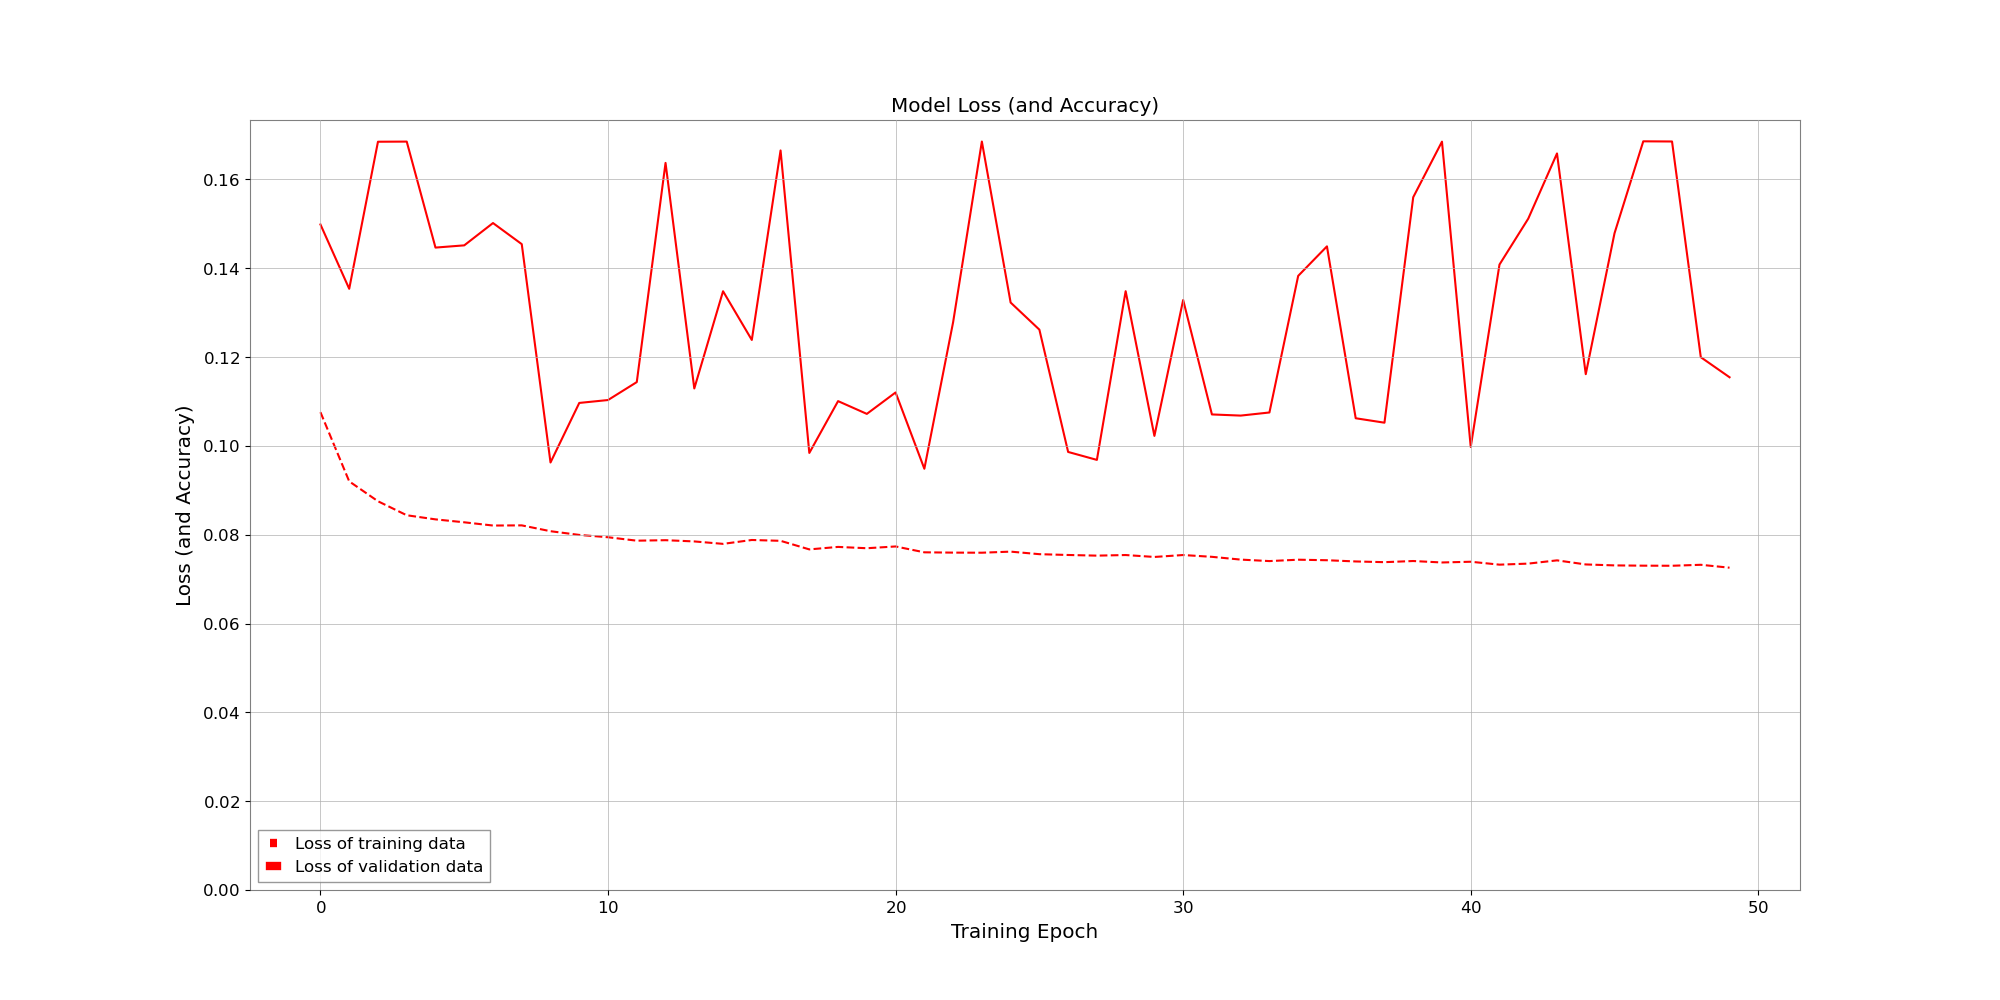 Model Loss (and Accuracy)
Loss (and Accuracy)
0.16
0.14
0.12
0.10
0.08
0.06
0.04
0.02
0.00
Loss of training data
Loss of validation data
0 10 20 30 40 50
Training Epoch